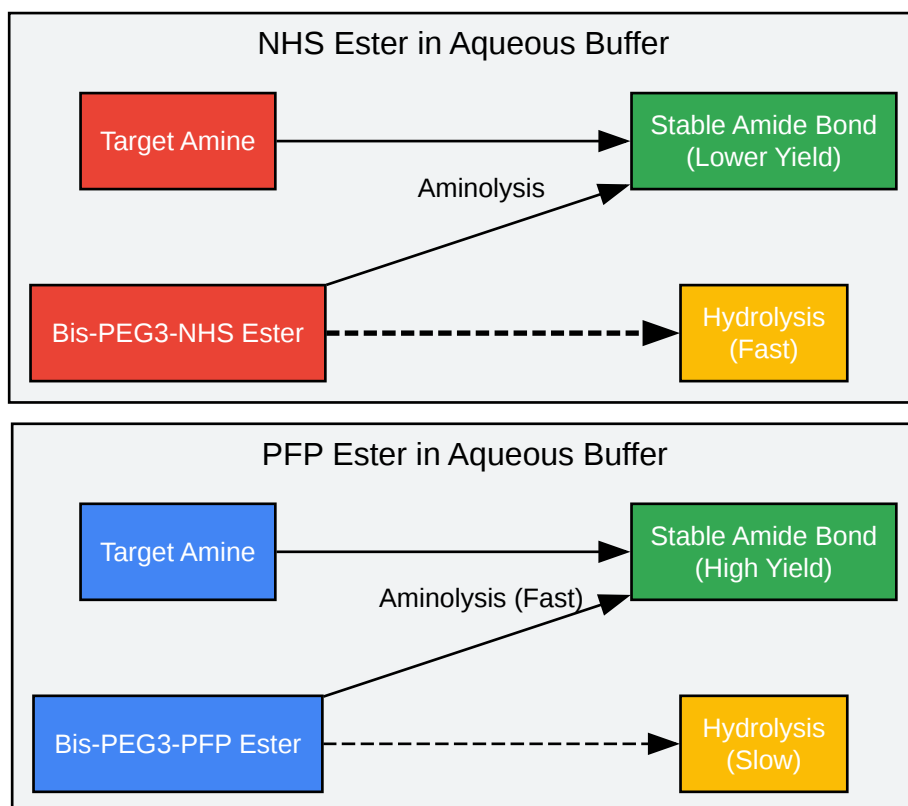 NHS Ester in Aqueous Buffer
Target Amine
Stable Amide Bond
(Lower Yield)
Aminolysis
Bis-PEG3-NHS Ester
Hydrolysis
(Fast)
PFP Ester in Aqueous Buffer
Target Amine
Stable Amide Bond
(High Yield)
Aminolysis (Fast)
Bis-PEG3-PFP Ester
Hydrolysis
(Slow)